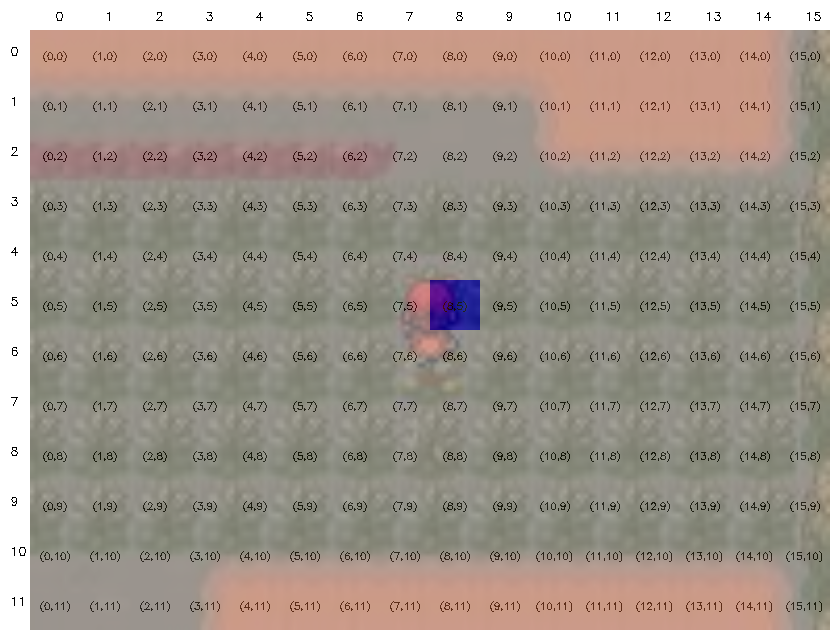 0 1 2 3 4 5 6 7 8 9 10 11 12 13 14 15
0 (0,0) (1,0) (2,0) (3,0) (4,0) (5,0) (6,0) (7,0) (8,0) (9,0) (10,0) (11,0) (12,0) (13,0) (14,0) (15,0)
1 (0,1) (1,1) (2,1) (3,1) (4,1) (5,1) (6,1) (7,1) (8,1) (9,1) (10,1) (11,1) (12,1) (13,1) (14,1) (15,1)
2 (0,2) (1,2) (2,2) (3,2) (4,2) (5,2) (6,2) (7,2) (8,2) (9,2) (10,2) (11,2) (12,2) (13,2) (14,2) (15,2)
3 (0,3) (1,3) (2,3) (3,3) (4,3) (5,3) (6,3) (7,3) (8,3) (9,3) (10,3) (11,3) (12,3) (13,3) (14,3) (15,3)
4 (0,4) (1,4) (2,4) (3,4) (4,4) (5,4) (6,4) (7,4) (8,4) (9,4) (10,4) (11,4) (12,4) (13,4) (14,4) (15,4)
5 (0,5) (1,5) (2,5) (3,5) (4,5) (5,5) (6,5) (7,5) (8,5) (9,5) (10,5) (11,5) (12,5) (13,5) (14,5) (15,5)
6 (0,6) (1,6) (2,6) (3,6) (4,6) (5,6) (6,6) (7,6) (8,6) (9,6) (10,6) (11,6) (12,6) (13,6) (14,6) (15,6)
7 (0,7) (1,7) (2,7) (3,7) (4,7) (5,7) (6,7) (7,7) (8,7) (9,7) (10,7) (11,7) (12,7) (13,7) (14,7) (15,7)
8 (0,8) (1,8) (2,8) (3,8) (4,8) (5,8) (6,8) (7,8) (8,8) (9,8) (10,8) (11,8) (12,8) (13,8) (14,8) (15,8)
9 (0,9) (1,9) (2,9) (3,9) (4,9) (5,9) (6,9) (7,9) (8,9) (9,9) (10,9) (11,9) (12,9) (13,9) (14,9) (15,9)
10 (0,10) (1,10) (2,10) (3,10) (4,10) (5,10) (6,10) (7,10) (8,10) (9,10) (10,10) (11,10) (12,10) (13,10) (14,10) (15,10)
11 (0,11) (1,11) (2,11) (3,11) (4,11) (5,11) (6,11) (7,11) (8,11) (9,11) (10,11) (11,11) (12,11) (13,11) (14,11) (15,11)